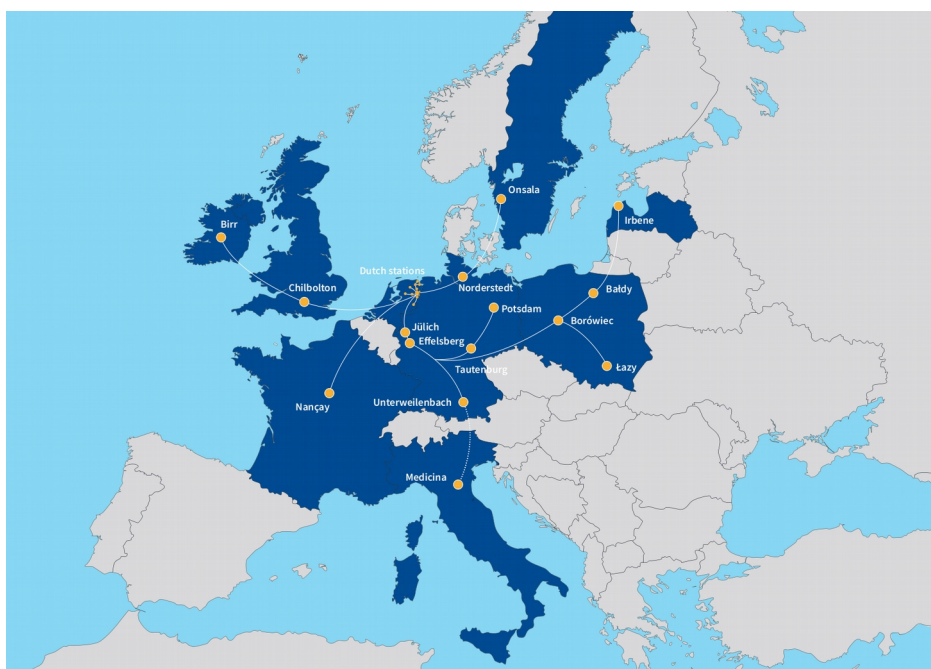 Onsala
Irbene
Birr
Dutch stations
Chilbolton
Norderstedt
Bałdy
Potsdam
Borówiec
Jülich
Effelsberg
Tautenburg
Łazy
Nançay
Unterweilenbach
Medicina